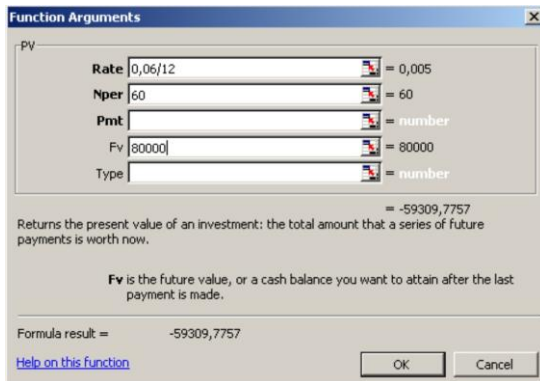 Function Arguments
PV
Rate 0,06/12 = 0,005
Nper 60 = 60
Pmt = number
Fv 80000 = 80000
Type = number
= -59309,7757
Returns the present value of an investment: the total amount that a series of future
payments is worth now.
Fv is the future value, or a cash balance you want to attain after the last
payment is made.
Formula result = -59309,7757
Help on this function OK Cancel